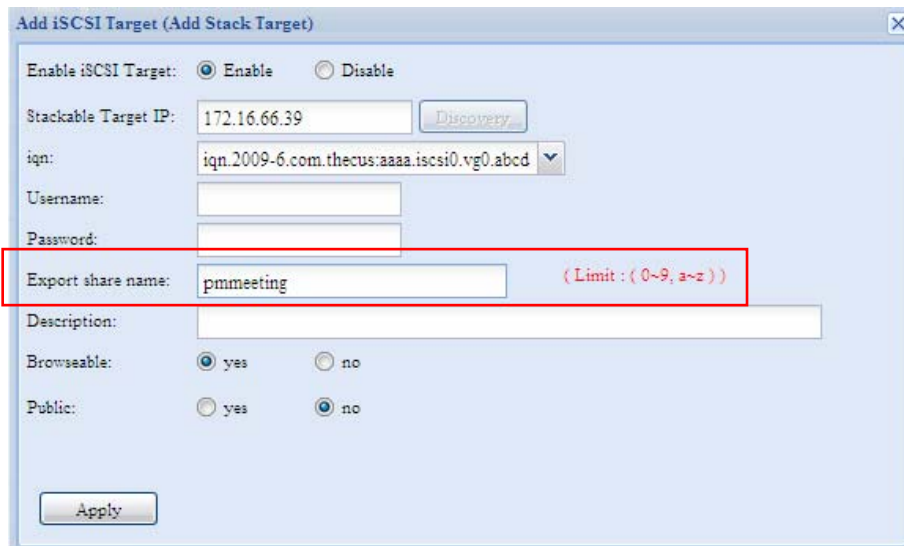 Add iSCSI Target (Add Stack Target)
Enable iSCSI Target: Enable Disable
Stackable Target IP: 172.16.66.39 Discovery
iqn: iqn.2009-6.com.thecus:aaaa.iscsi0.vg0.abcd
Username:
Password:
Export share name: pmmeeting ( Limit : ( 0~9, a~z ) )
Description:
Browseable: yes no
Public: yes no
Apply